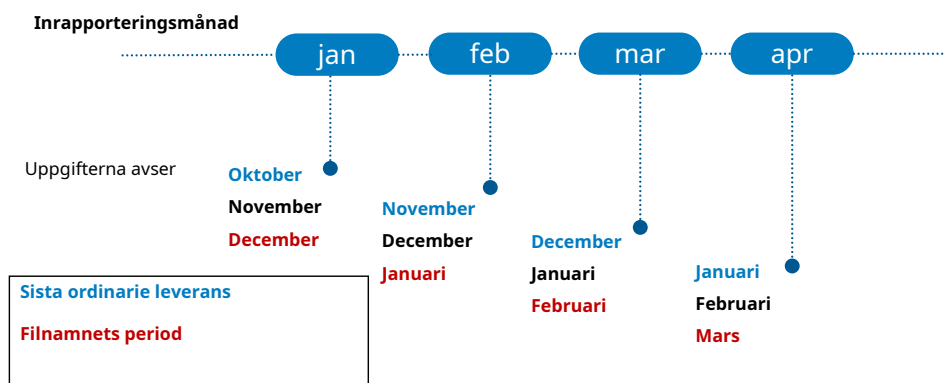 Inrapporteringsmånad
jan feb mar apr
Uppgifterna avser
Oktober
November
December
November
December
Januari
December
Januari
Februari
Januari
Februari
Mars
Sista ordinarie leverans
Filnamnets period